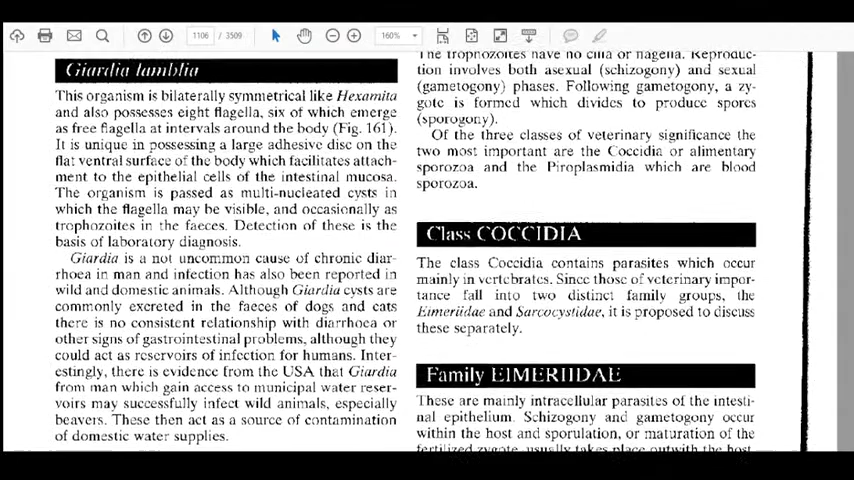 1106 / 3509
160%
Giardia lamblia
This organism is bilaterally symmetrical like Hexamita
and also possesses eight flagella, six of which emerge
as free flagella at intervals around the body (Fig. 161).
It is unique in possessing a large adhesive disc on the
flat ventral surface of the body which facilitates attach-
ment to the epithelial cells of the intestinal mucosa.
The organism is passed as multi-nucleated cysts in
which the flagella may be visible, and occasionally as
trophozoites in the faeces. Detection of these is the
basis of laboratory diagnosis.
Giardia is a not uncommon cause of chronic diar-
rhoea in man and infection has also been reported in
wild and domestic animals. Although Giardia cysts are
commonly excreted in the faeces of dogs and cats
there is no consistent relationship with diarrhoea or
other signs of gastrointestinal problems, although they
could act as reservoirs of infection for humans. Inter-
estingly, there is evidence from the USA that Giardia
from man which gain access to municipal water reser-
voirs may successfully infect wild animals, especially
beavers. These then act as a source of contamination
of domestic water supplies.
The trophozoites have no cilia or flagella. Reproduc-
tion involves both asexual (schizogony) and sexual
(gametogony) phases. Following gametogony, a zy-
gote is formed which divides to produce spores
(sporogony).
Of the three classes of veterinary significance the
two most important are the Coccidia or alimentary
sporozoa and the Piroplasmidia which are blood
sporozoa.
Class COCCIDIA
The class Coccidia contains parasites which occur
mainly in vertebrates. Since those of veterinary impor-
tance fall into two distinct family groups, the
Eimeriidae and Sarcocystidae, it is proposed to discuss
these separately.
Family EIMERIIDAE
These are mainly intracellular parasites of the intesti-
nal epithelium. Schizogony and gametogony occur
within the host and sporulation, or maturation of the
fertilized zygote, usually takes place outwith the host.